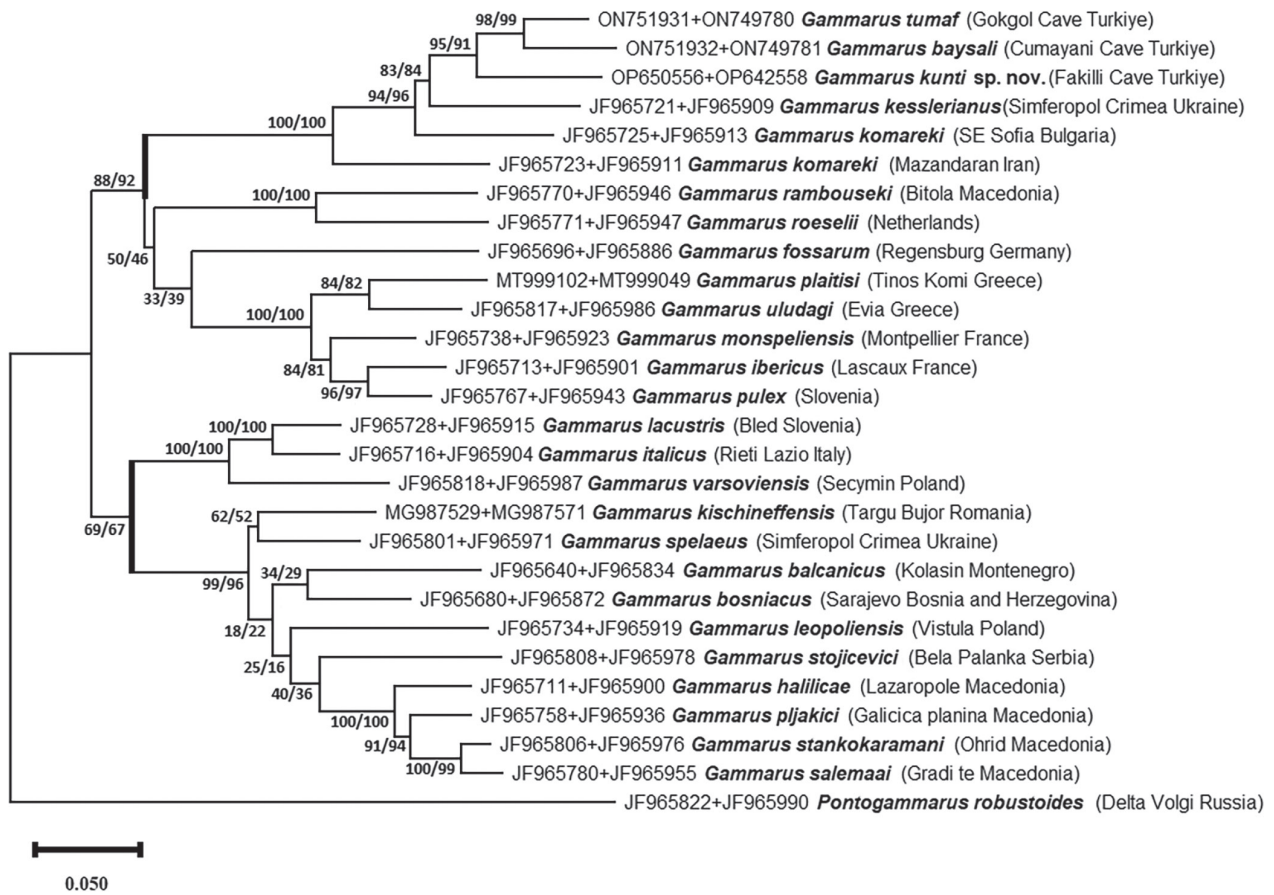 98/99
ON751931+ON749780 Gammarus tumaf (Gokgol Cave Turkiye)
95/91
ON751932+ON749781 Gammarus baysali (Cumayani Cave Turkiye)
83/84
OP650556+OP642558 Gammarus kunti sp. nov.(Fakilli Cave Turkiye)
94/96
JF965721+JF965909 Gammarus kesslerianus(Simferopol Crimea Ukraine)
100/100
JF965725+JF965913 Gammarus komareki (SE Sofia Bulgaria)
JF965723+JF965911 Gammarus komareki (Mazandaran Iran)
88/92
100/100
JF965770+JF965946 Gammarus rambouseki (Bitola Macedonia)
JF965771+JF965947 Gammarus roeselii (Netherlands)
50/46
JF965696+JF965886 Gammarus fossarum (Regensburg Germany)
33/39
84/82
MT999102+MT999049 Gammarus plaitisi (Tinos Komi Greece)
100/100
JF965817+JF965986 Gammarus uludagi (Evia Greece)
JF965738+JF965923 Gammarus monspeliensis (Montpellier France)
84/81
JF965713+JF965901 Gammarus ibericus (Lascaux France)
96/97
JF965767+JF965943 Gammarus pulex (Slovenia)
100/100
JF965728+JF965915 Gammarus lacustris (Bled Slovenia)
100/100
JF965716+JF965904 Gammarus italicus (Rieti Lazio Italy)
JF965818+JF965987 Gammarus varsoviensis (Secymin Poland)
69/67
62/52
MG987529+MG987571 Gammarus kischineffensis (Targu Bujor Romania)
JF965801+JF965971 Gammarus spelaeus (Simferopol Crimea Ukraine)
99/96
34/29
JF965640+JF965834 Gammarus balcanicus (Kolasin Montenegro)
JF965680+JF965872 Gammarus bosniacus (Sarajevo Bosnia and Herzegovina)
18/22
JF965734+JF965919 Gammarus leopoliensis (Vistula Poland)
25/16
JF965808+JF965978 Gammarus stojicevici (Bela Palanka Serbia)
40/36
JF965711+JF965900 Gammarus halilicae (Lazaropole Macedonia)
100/100
JF965758+JF965936 Gammarus pljakici (Galicica planina Macedonia)
91/94
JF965806+JF965976 Gammarus stankokaramani (Ohrid Macedonia)
100/99
JF965780+JF965955 Gammarus salemaai (Gradi te Macedonia)
JF965822+JF965990 Pontogammarus robustoides (Delta Volgi Russia)
0.050